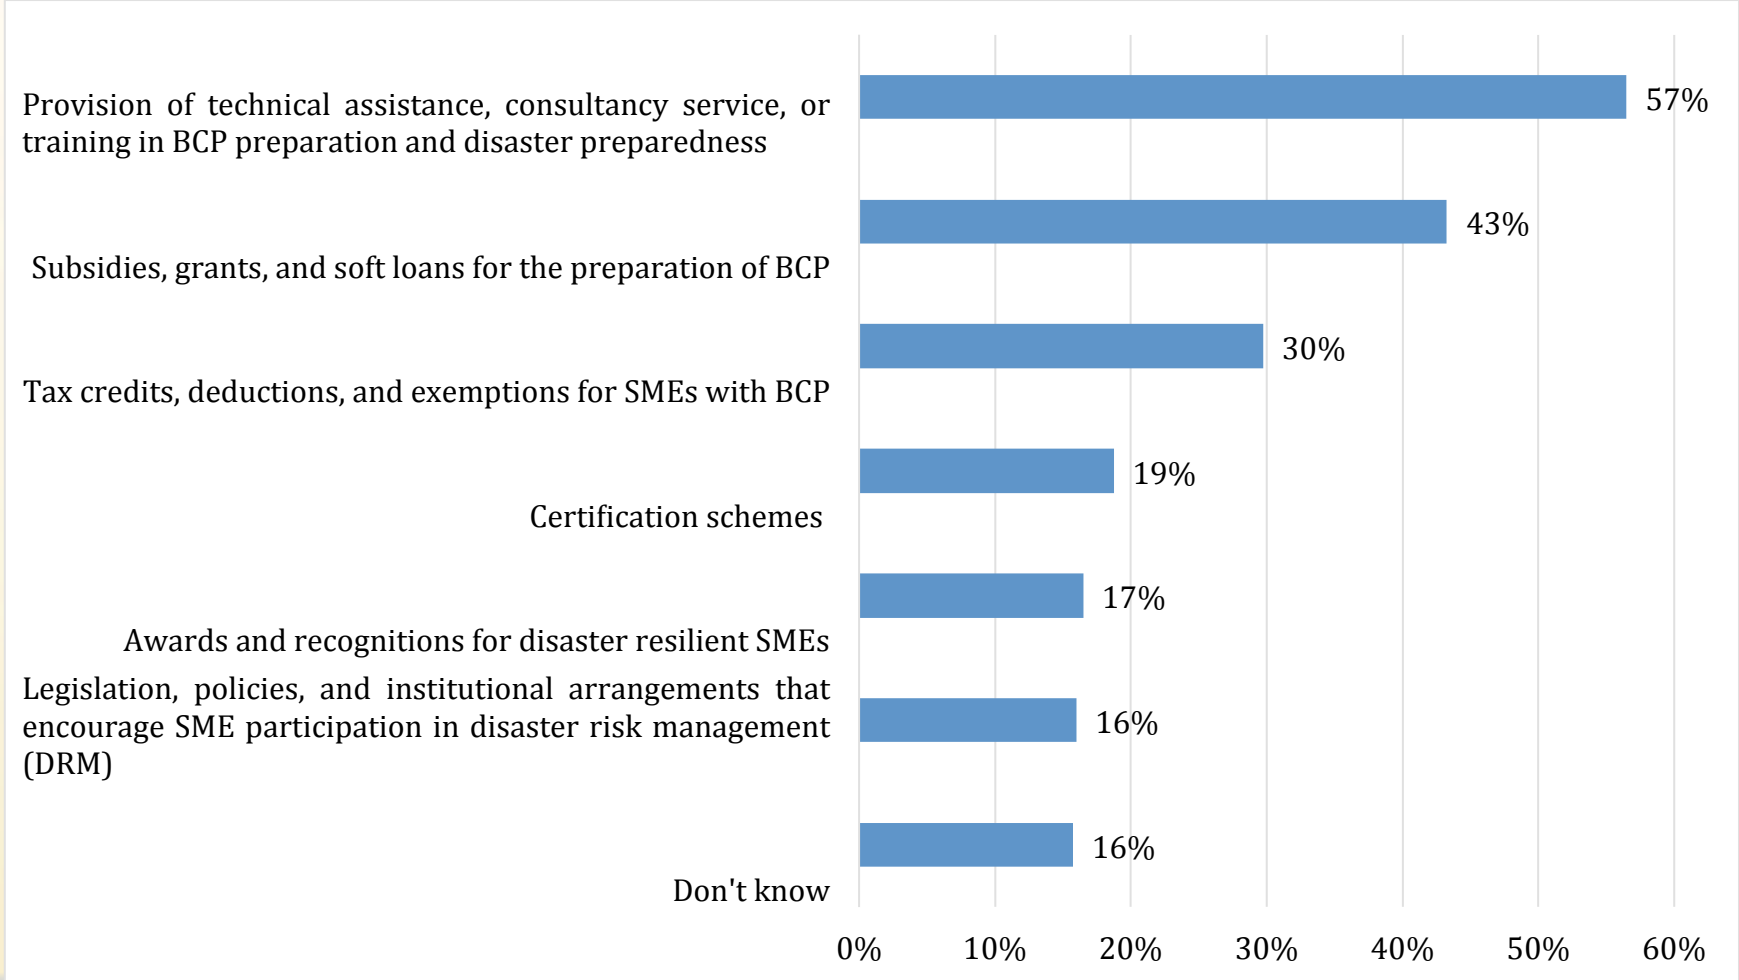 Provision of technical assistance, consultancy service, or
training in BCP preparation and disaster preparedness
57%
Subsidies, grants, and soft loans for the preparation of BCP
43%
Tax credits, deductions, and exemptions for SMEs with BCP
30%
Certification schemes
19%
Awards and recognitions for disaster resilient SMEs
17%
Legislation, policies, and institutional arrangements that
encourage SME participation in disaster risk management
(DRM)
16%
Don't know
16%
0% 10% 20% 30% 40% 50% 60%